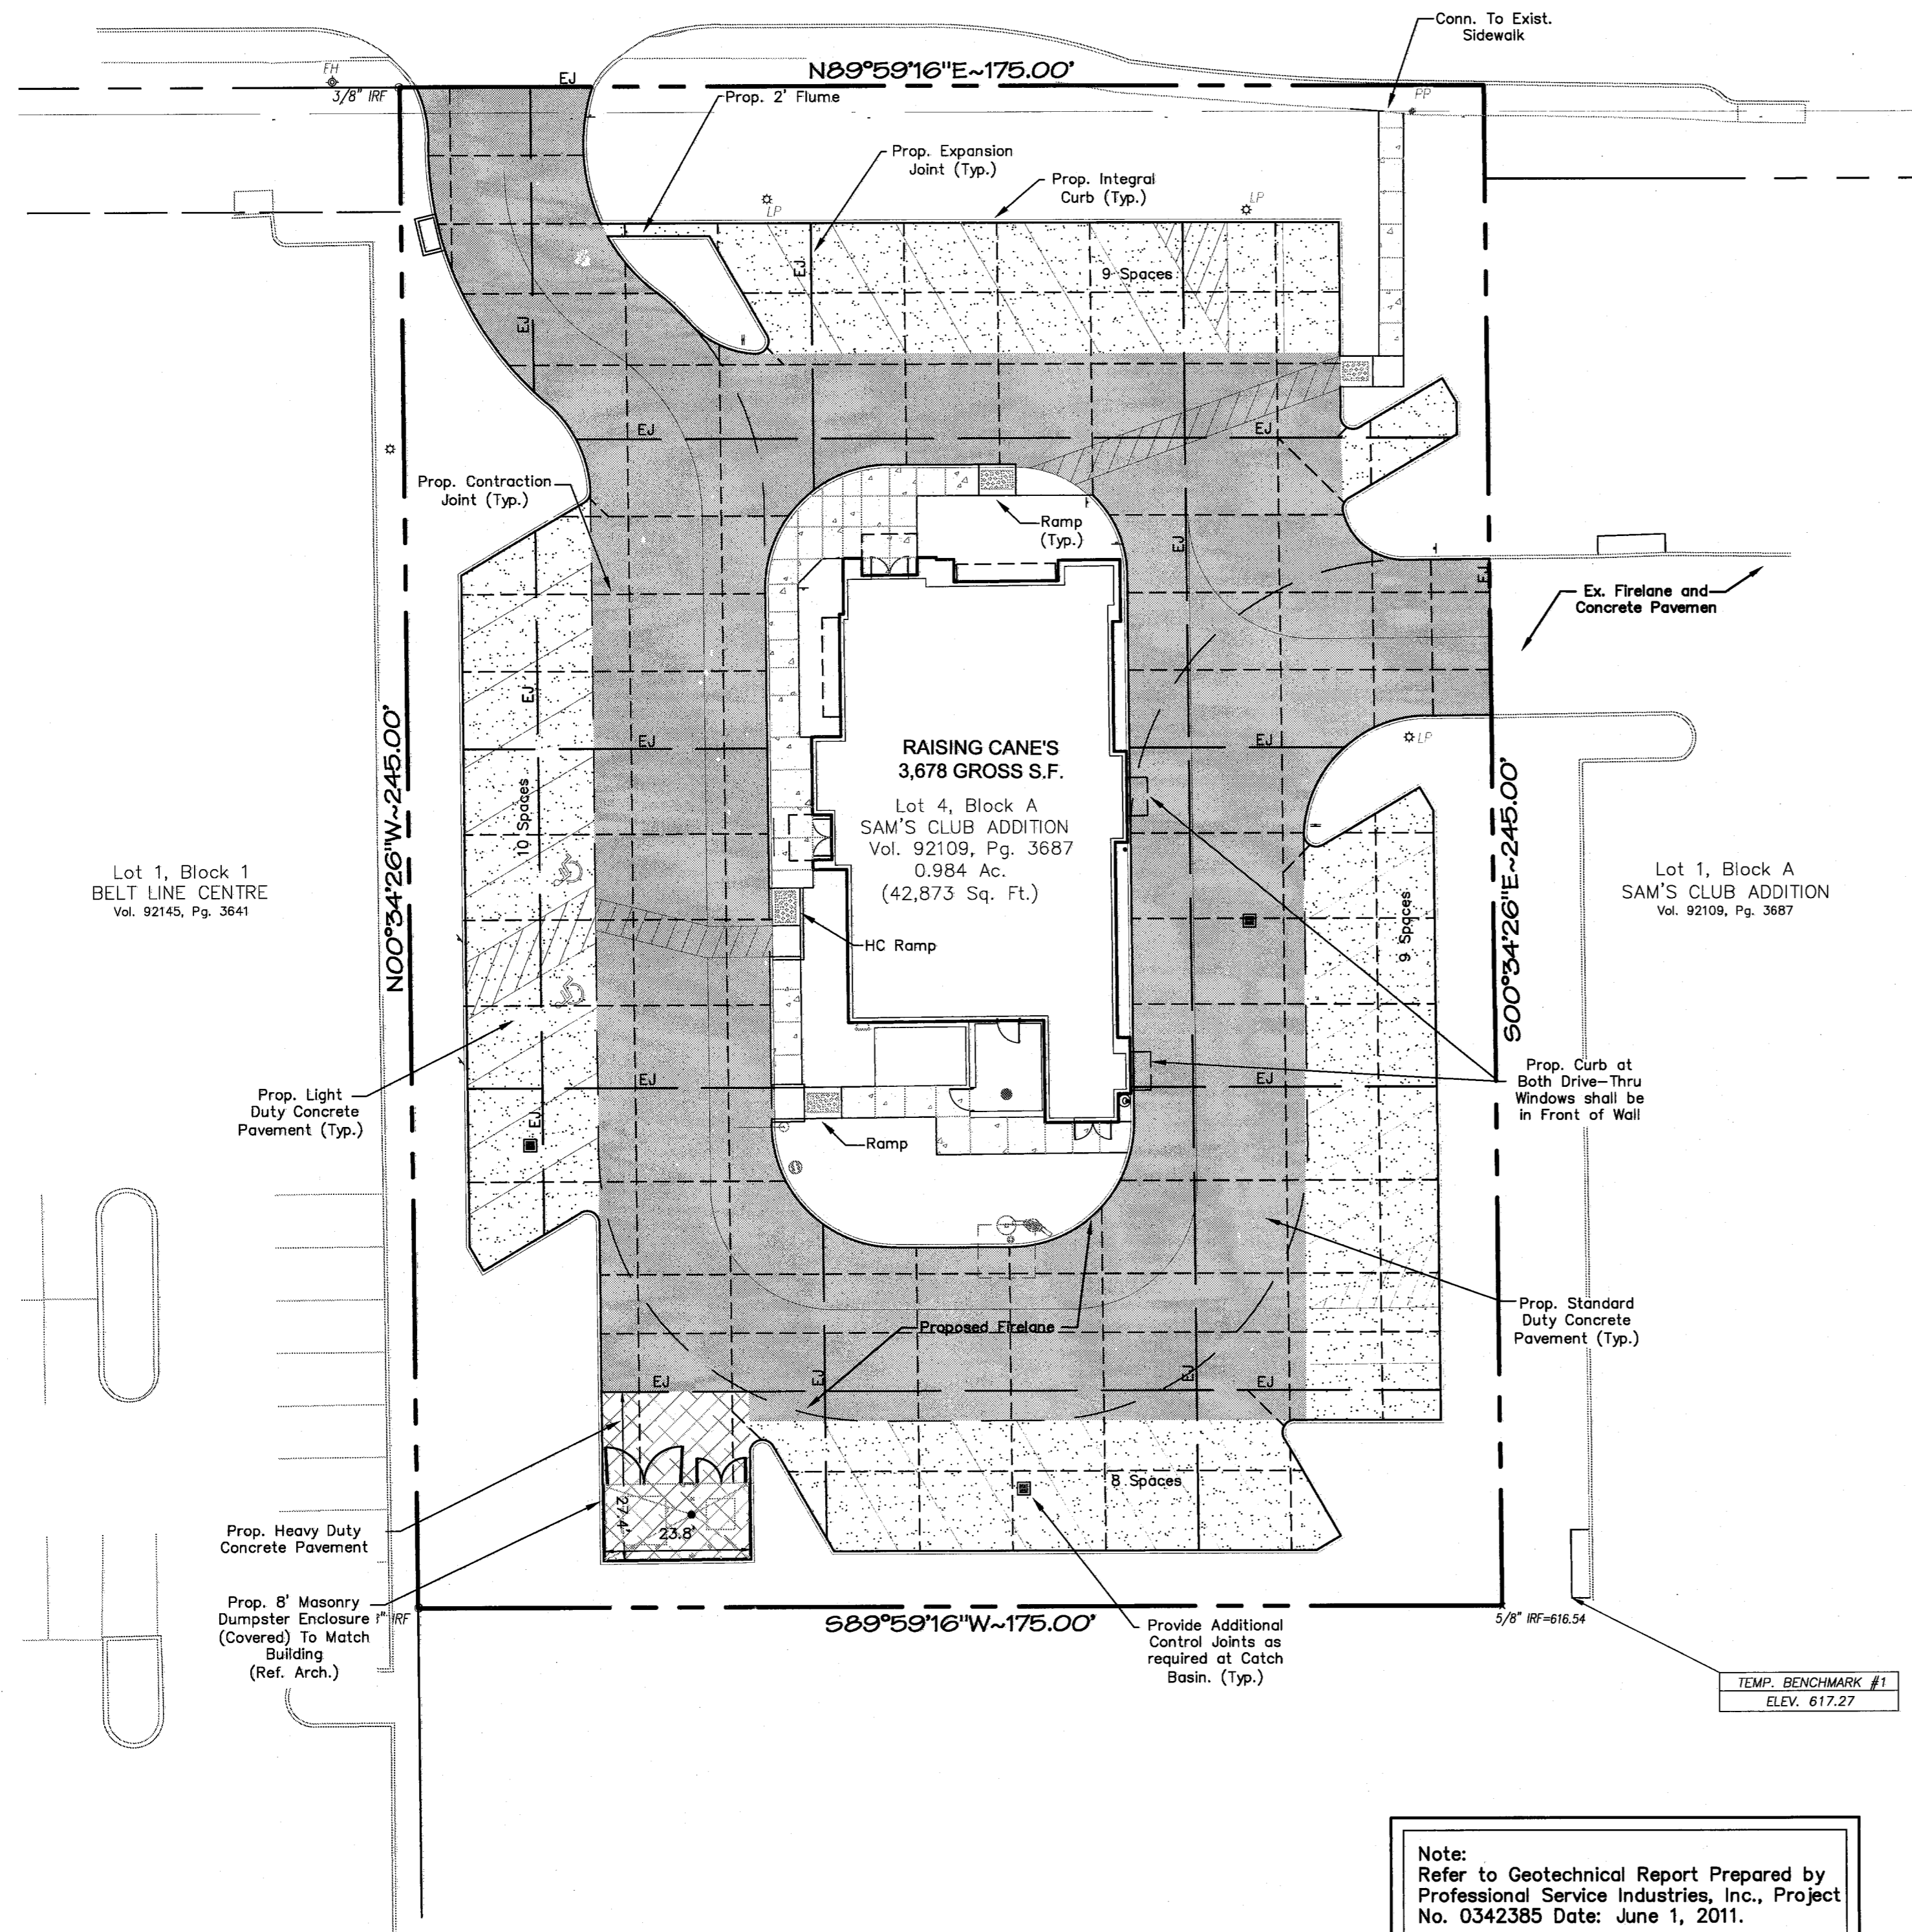 Conn. To Exist.
Sidewalk
FH
3/8" IRF
EJ
N89°59'16"E~175.00'
PP
Prop. 2' Flume
Prop. Expansion
Joint (Typ.)
Prop. Integral
Curb (Typ.)
LP
LP
EJ
9 Spaces
EJ
EJ
EJ
EJ
Prop. Contraction
Joint (Typ.)
Ramp
(Typ.)
EJ
EJ
Ex. Firelane and
Concrete Pavemen
EJ
EJ
EJ
LP
RAISING CANE'S
3,678 GROSS S.F.
Lot 4, Block A
SAM'S CLUB ADDITION
Vol. 92109, Pg. 3687
0.984 Ac.
(42,873 Sq. Ft.)
N00°34'26"W~245.00'
10 Spaces
S00°34'26"E~245.00'
9 Spaces
Lot 1, Block 1
BELT LINE CENTRE
Vol. 92145, Pg. 3641
Lot 1, Block A
SAM'S CLUB ADDITION
Vol. 92109, Pg. 3687
HC Ramp
Prop. Light
Duty Concrete
Pavement (Typ.)
EJ
EJ
EJ
Prop. Curb at
Both Drive-Thru
Windows shall be
in Front of Wall
Ramp
Prop. Standard
Duty Concrete
Pavement (Typ.)
Proposed Firelane
EJ
EJ
EJ
EJ
8 Spaces
27.4'
23.8'
Prop. Heavy Duty
Concrete Pavement
Prop. 8' Masonry
Dumpster Enclosure
(Covered) To Match
Building
(Ref. Arch.)
IRF
S89°59'16"W~175.00'
Provide Additional
Control Joints as
required at Catch
Basin. (Typ.)
5/8" IRF=616.54
TEMP. BENCHMARK #1
ELEV. 617.27
Note:
Refer to Geotechnical Report Prepared by
Professional Service Industries, Inc., Project
No. 0342385 Date: June 1, 2011.